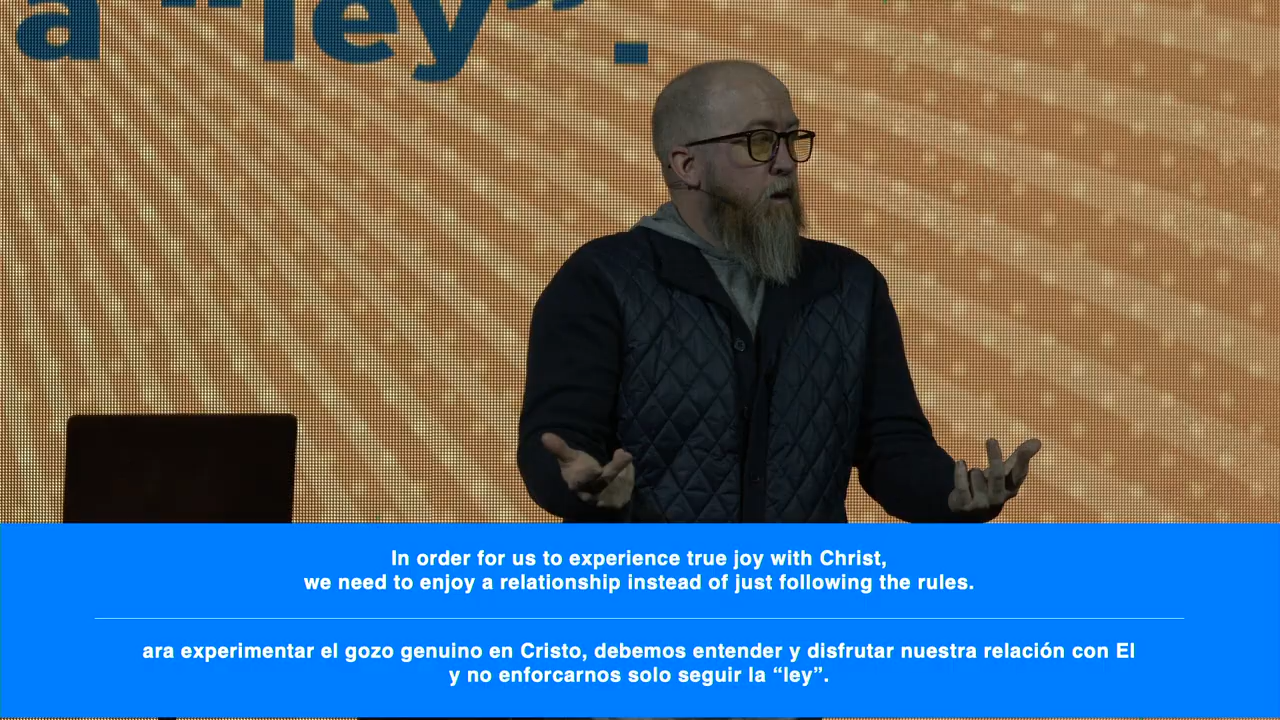 a "ley".
In order for us to experience true joy with Christ,
we need to enjoy a relationship instead of just following the rules.
ara experimentar el gozo genuino en Cristo, debemos entender y disfrutar nuestra relación con El
y no enforcarnos solo seguir la “ley”.